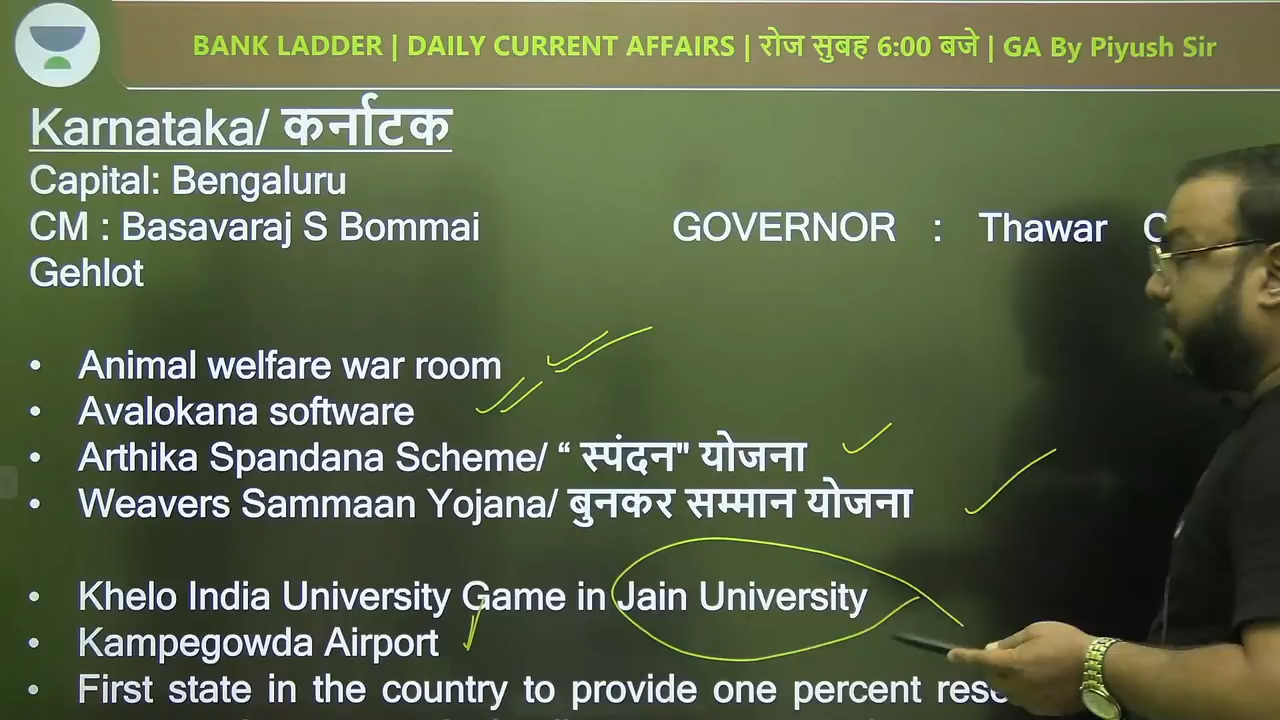 BANK LADDER | DAILY CURRENT AFFAIRS | रोज सुबह 6:00 बजे | GA By Piyush Sir
Karnataka/ कर्नाटक
Capital: Bengaluru
CM : Basavaraj S Bommai GOVERNOR : Thawar
Gehlot
• Animal welfare war room
• Avalokana software
• Arthika Spandana Scheme/ “ स्पंदन" योजना
• Weavers Sammaan Yojana/ बुनकर सम्मान योजना
• Khelo India University Game in Jain University
• Kampegowda Airport
• First state in the country to provide one percent